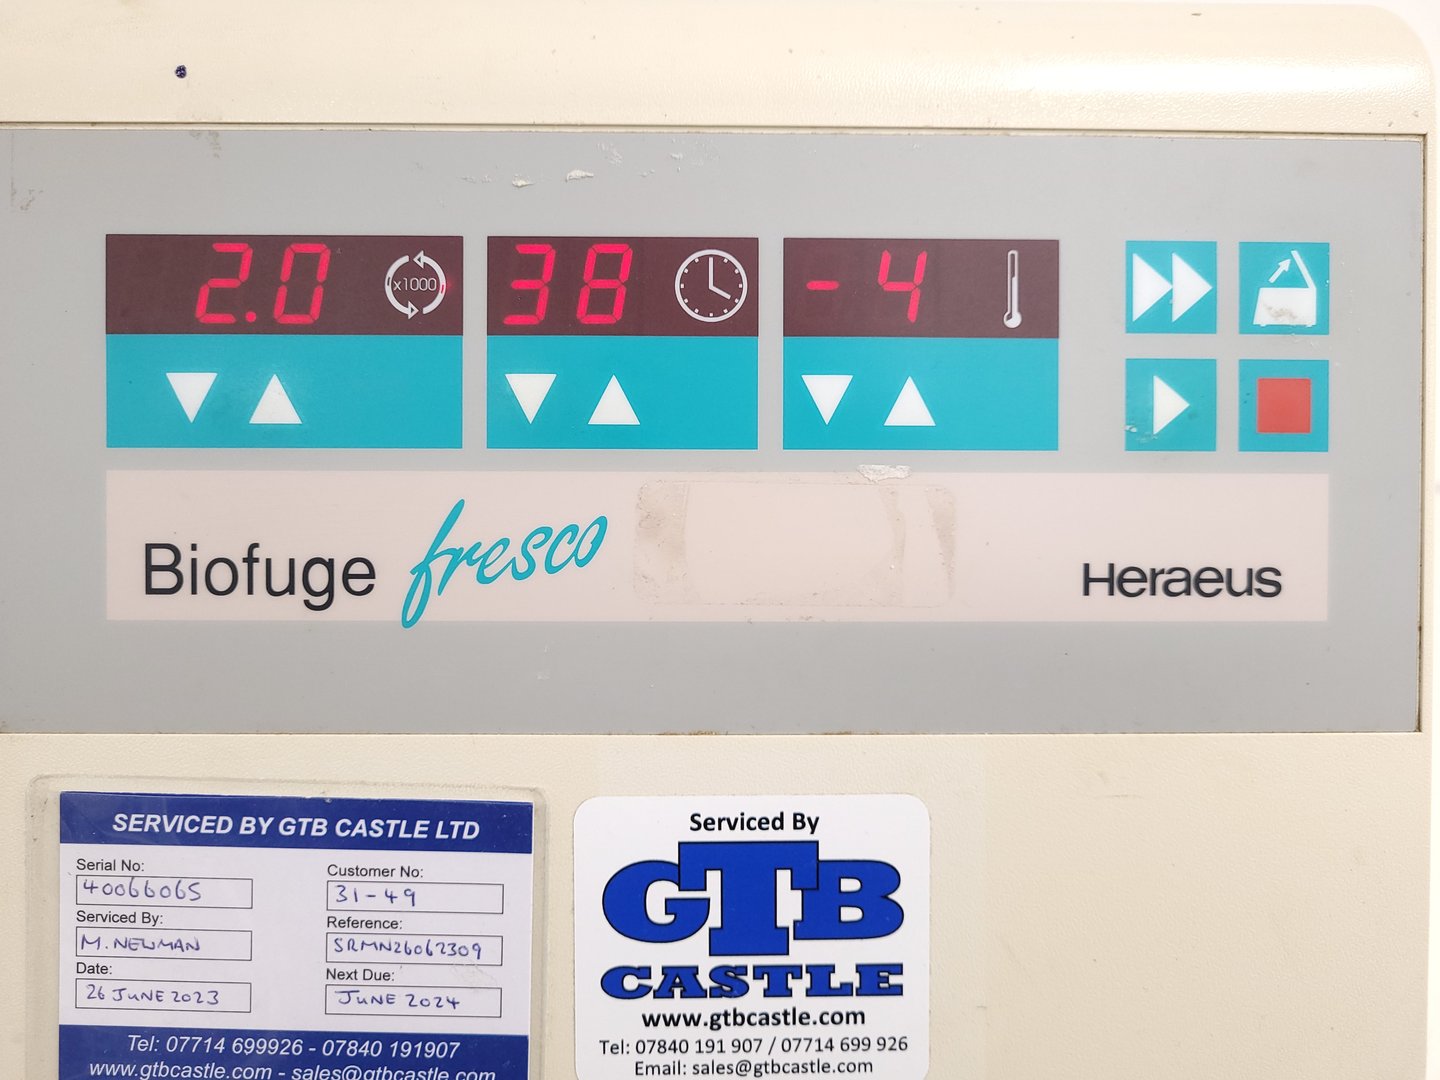 2.0 x1000 38 -4
Biofuge fresco
Heraeus
SERVICED BY GTB CASTLE LTD
Serial No:
40066065
Customer No:
31-49
Serviced By:
M. NEWMAN
Reference:
SRMN26062309
Date:
26 JUNE 2023
Next Due:
JUNE 2024
Tel: 07714 699926 - 07840 191907
www.gtbcastle.com - sales@gtbcastle.com
Serviced By
GTB
CASTLE
www.gtbcastle.com
Tel: 07840 191 907 / 07714 699 926
Email: sales@gtbcastle.com